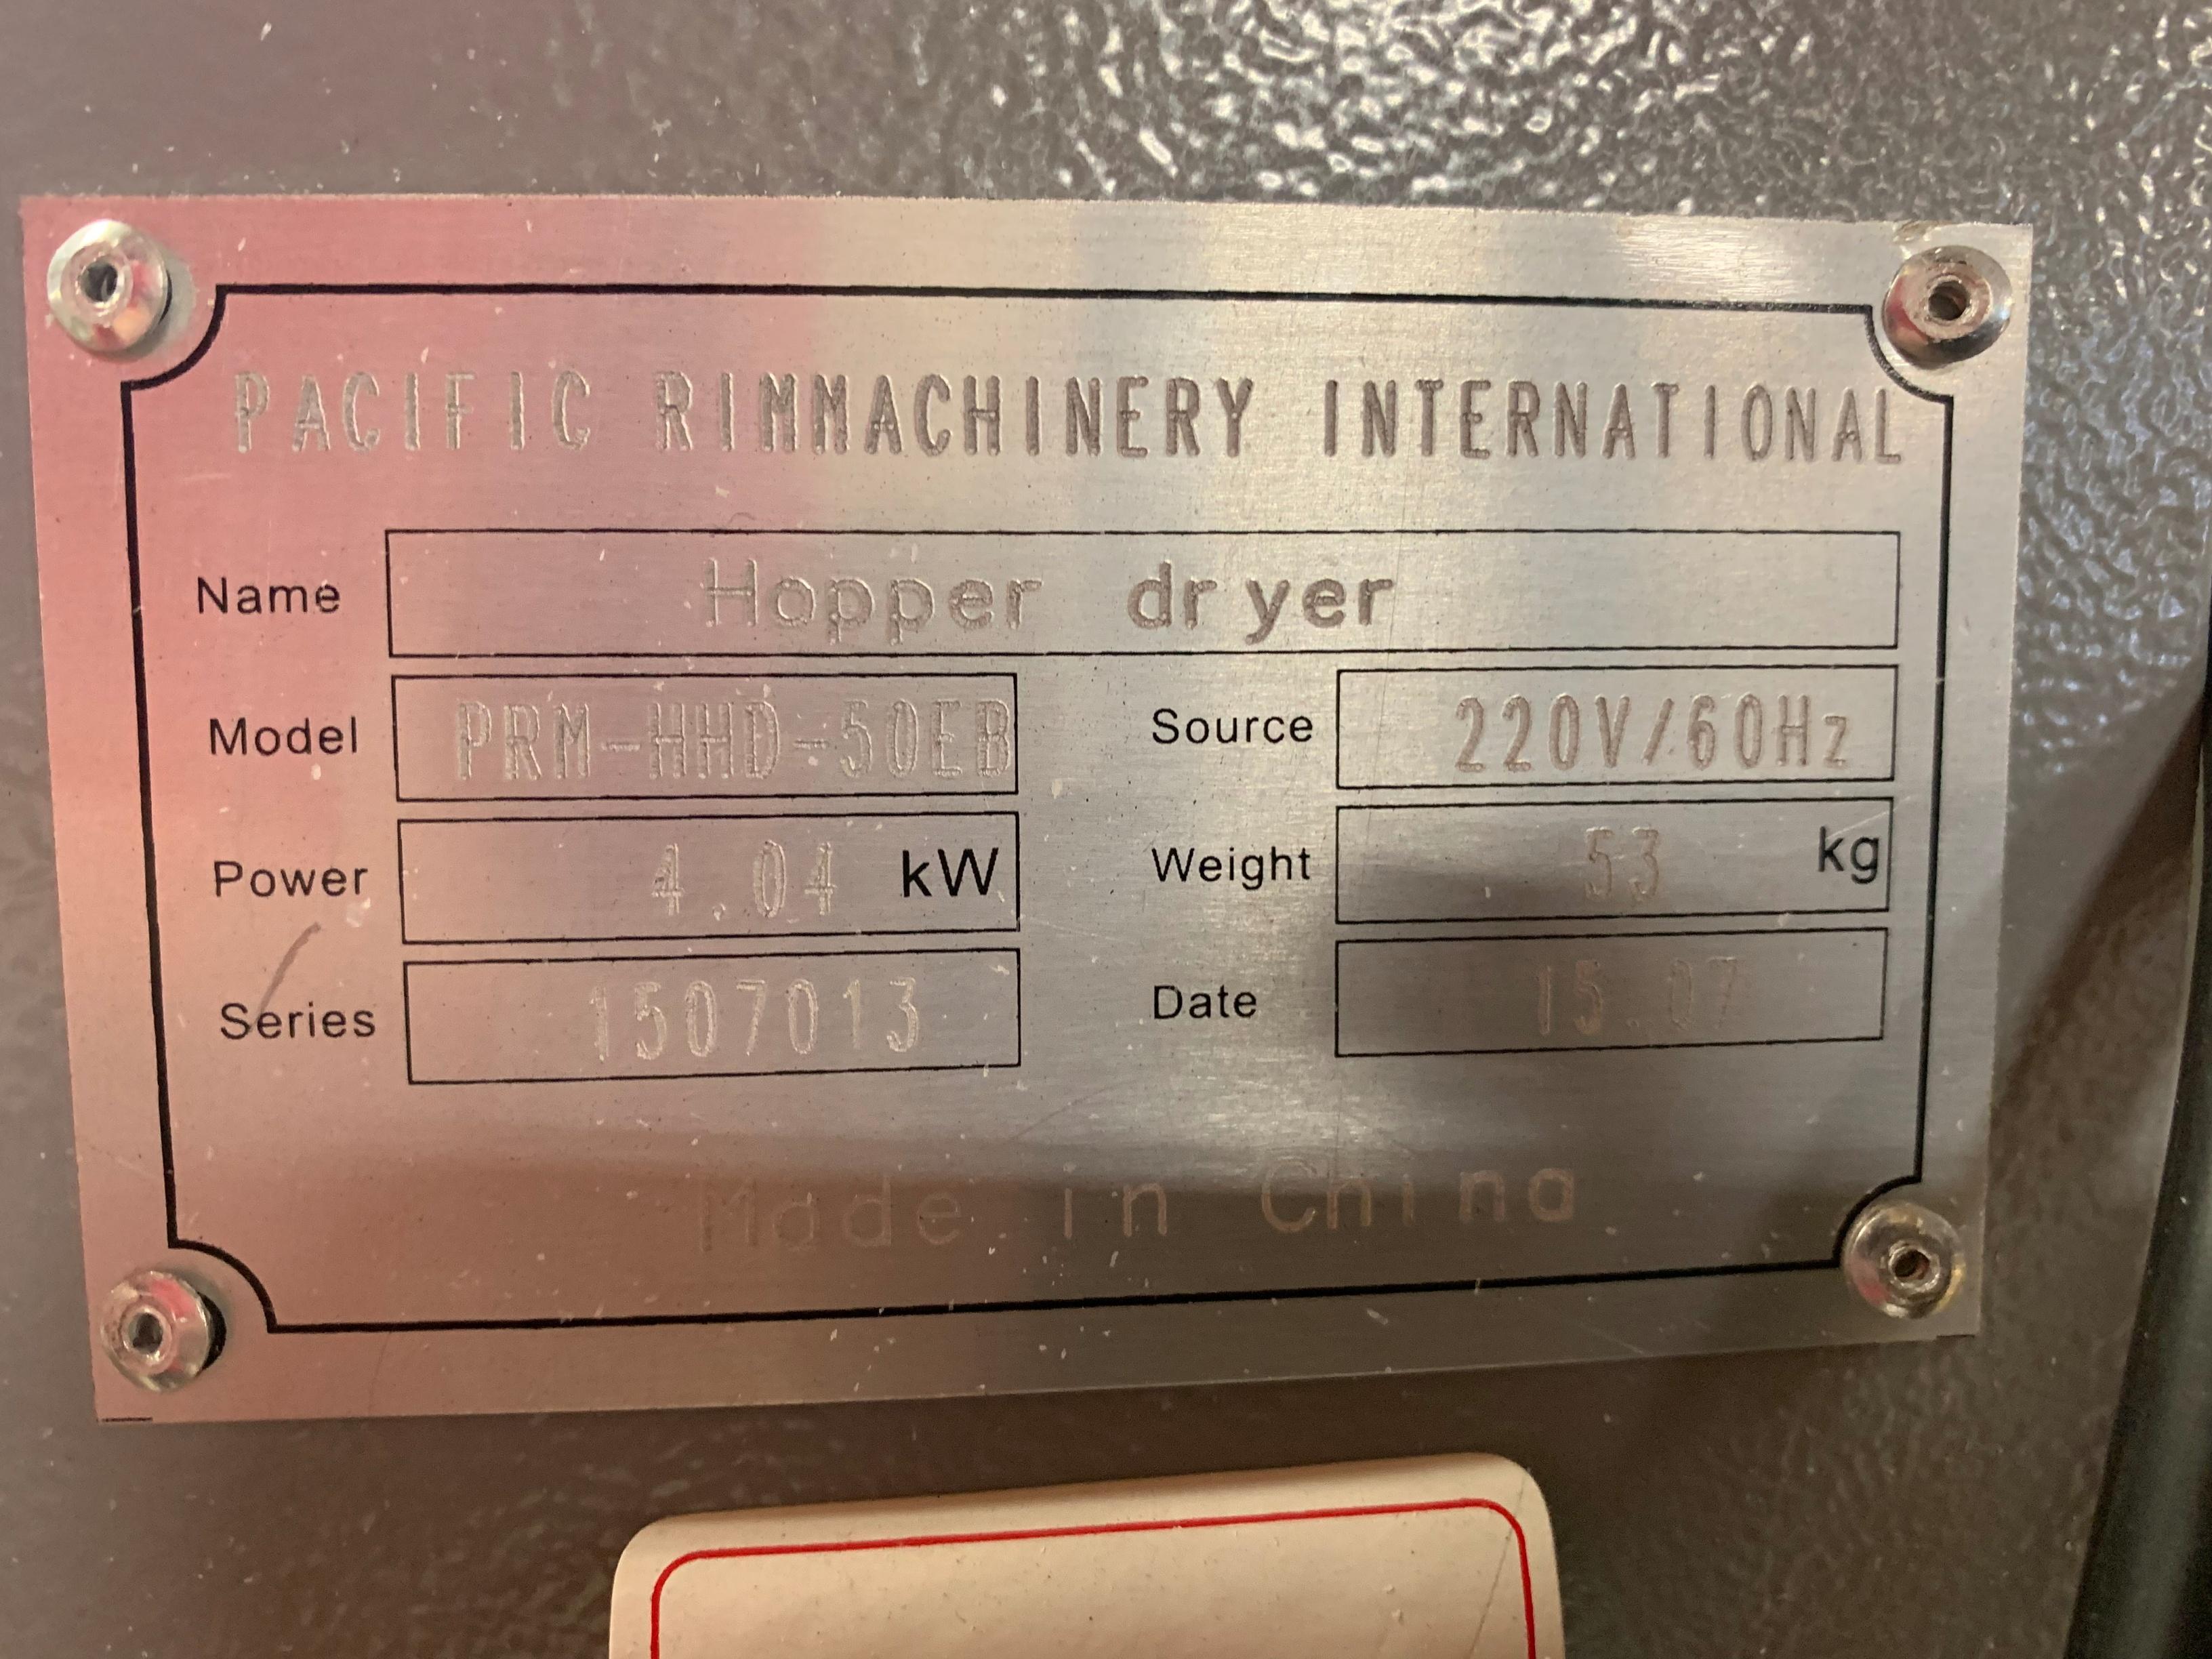 PACIFIC RIMMACHINERY INTERNATIONAL
Name Hopper dryer
Model PRM-HHD-50EB Source 220V/60Hz
Power 4.04 kW Weight 53 kg
Series 1507013 Date 15.07
Made in China